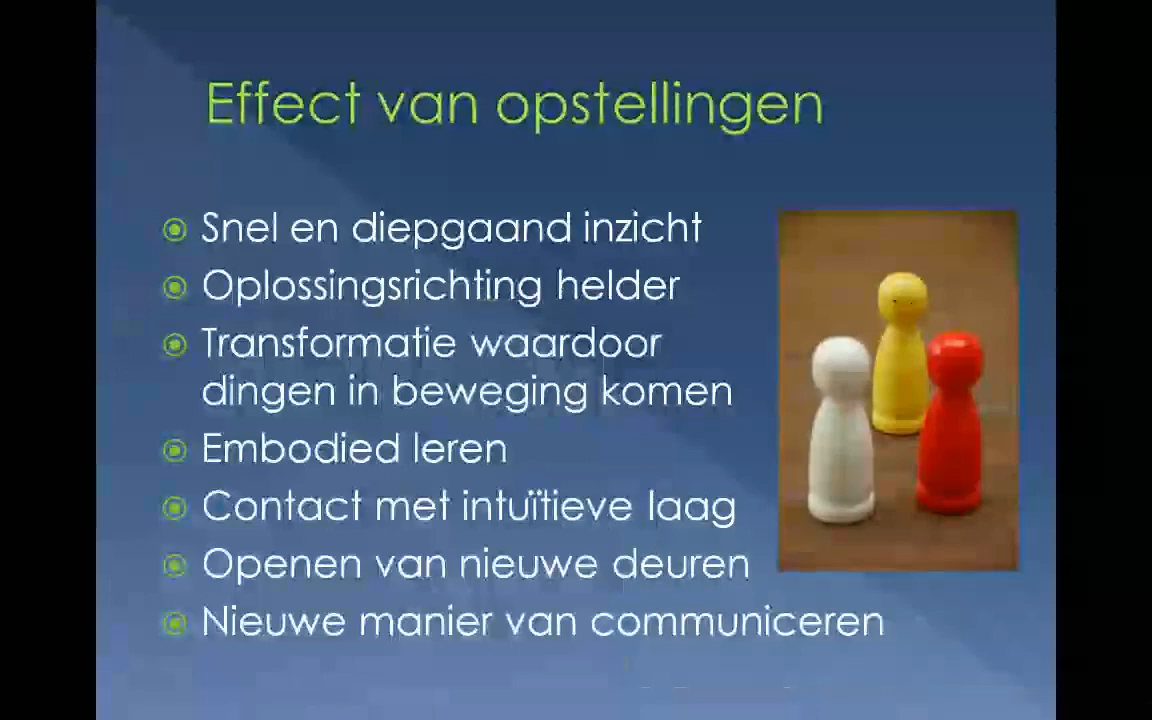 Effect van opstellingen
Snel en diepgaand inzicht
Oplossingsrichting helder
Transformatie waardoor
dingen in beweging komen
Embodied leren
Contact met intuïtieve laag
Openen van nieuwe deuren
Nieuwe manier van communiceren